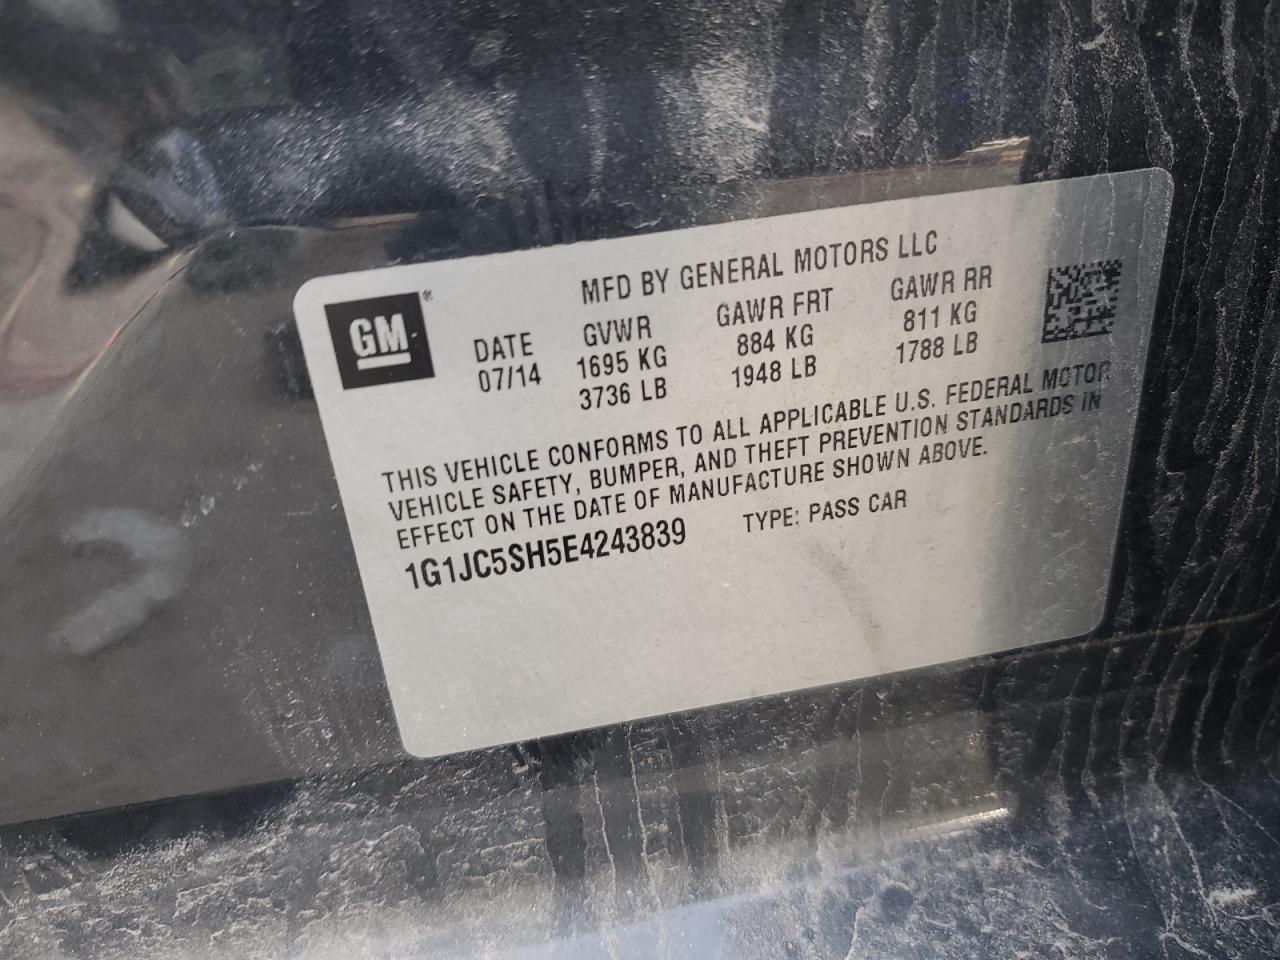 MFD BY GENERAL MOTORS LLC
GM®
DATE GVWR GAWR FRT GAWR RR
07/14 1695 KG 884 KG 811 KG
3736 LB 1948 LB 1788 LB
THIS VEHICLE CONFORMS TO ALL APPLICABLE U.S. FEDERAL MOTOR
VEHICLE SAFETY, BUMPER, AND THEFT PREVENTION STANDARDS IN
EFFECT ON THE DATE OF MANUFACTURE SHOWN ABOVE.
1G1JC5SH5E4243839 TYPE: PASS CAR